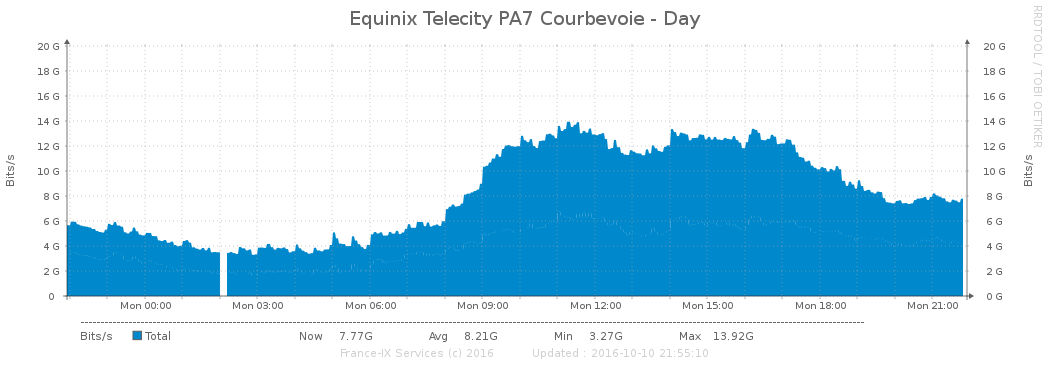 Equinix Telecity PA7 Courbevoie - Day
RRDTOOL / TOBI OETIKER
Bits/s
20 G 20 G
18 G 18 G
16 G 16 G
14 G 14 G
12 G 12 G
10 G 10 G
8 G 8 G
6 G 6 G
4 G 4 G
2 G 2 G
0 0 G
Bits/s
Mon 00:00 Mon 03:00 Mon 06:00 Mon 09:00 Mon 12:00 Mon 15:00 Mon 18:00 Mon 21:00
Bits/s Total Now 7.77G Avg 8.21G Min 3.27G Max 13.92G
France-IX Services (c) 2016 Updated : 2016-10-10 21:55:10